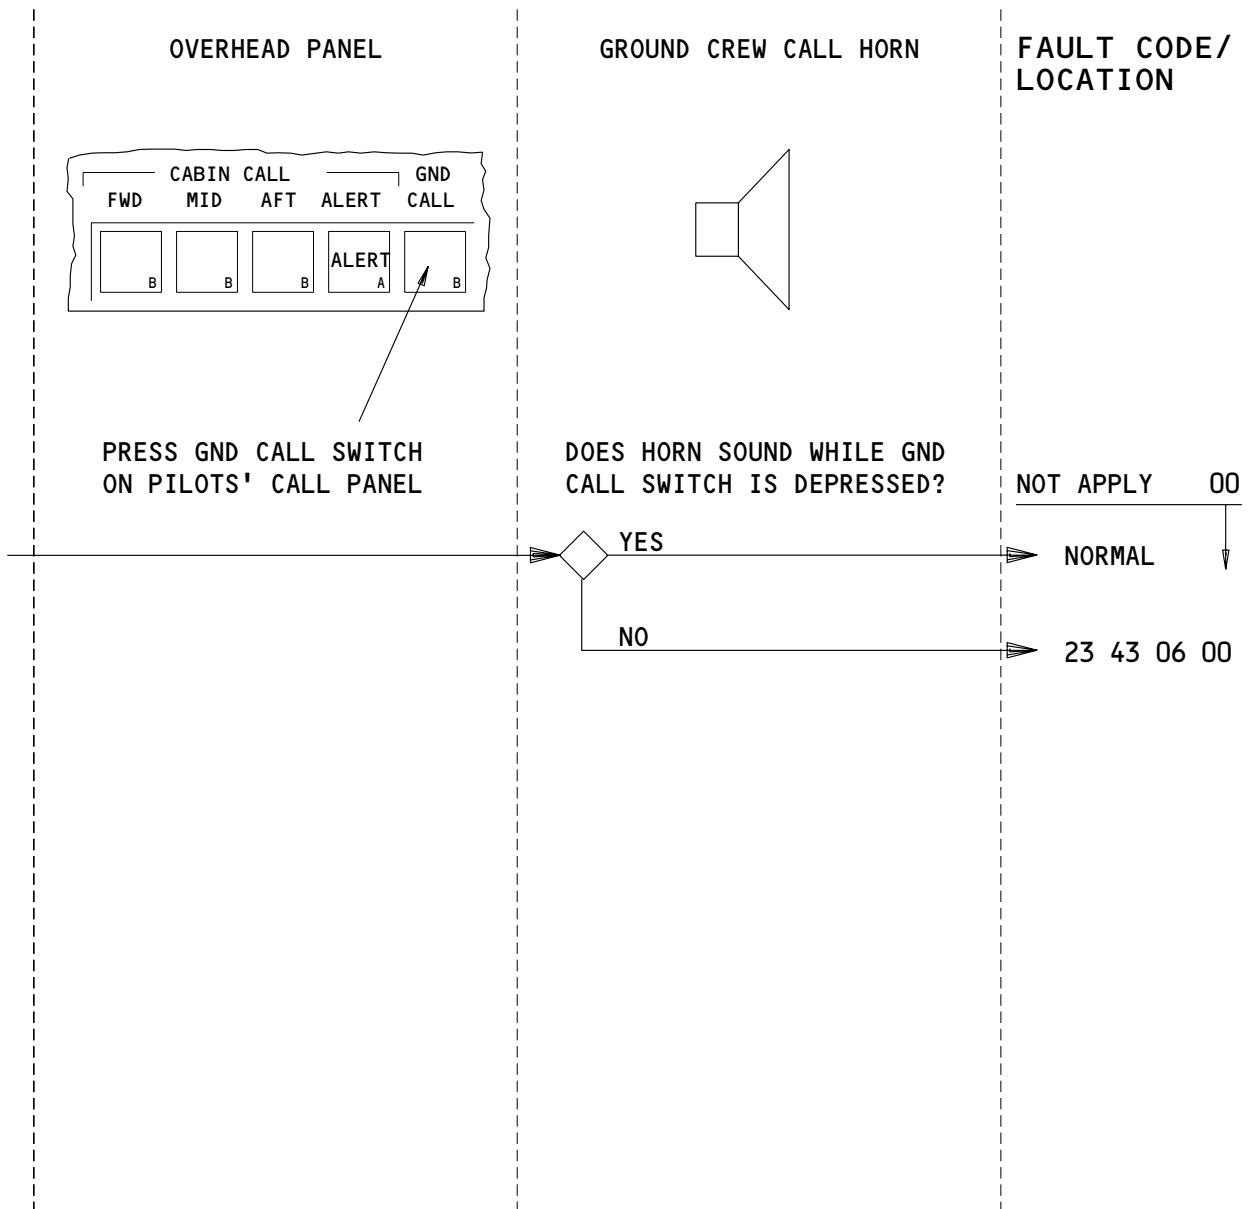 OVERHEAD PANEL
GROUND CREW CALL HORN
FAULT CODE/
LOCATION
CABIN CALL
GND
FWD MID AFT ALERT CALL
B B B ALERT A B
PRESS GND CALL SWITCH
ON PILOTS' CALL PANEL
DOES HORN SOUND WHILE GND
CALL SWITCH IS DEPRESSED?
NOT APPLY 00
YES
NORMAL
NO
23 43 06 00